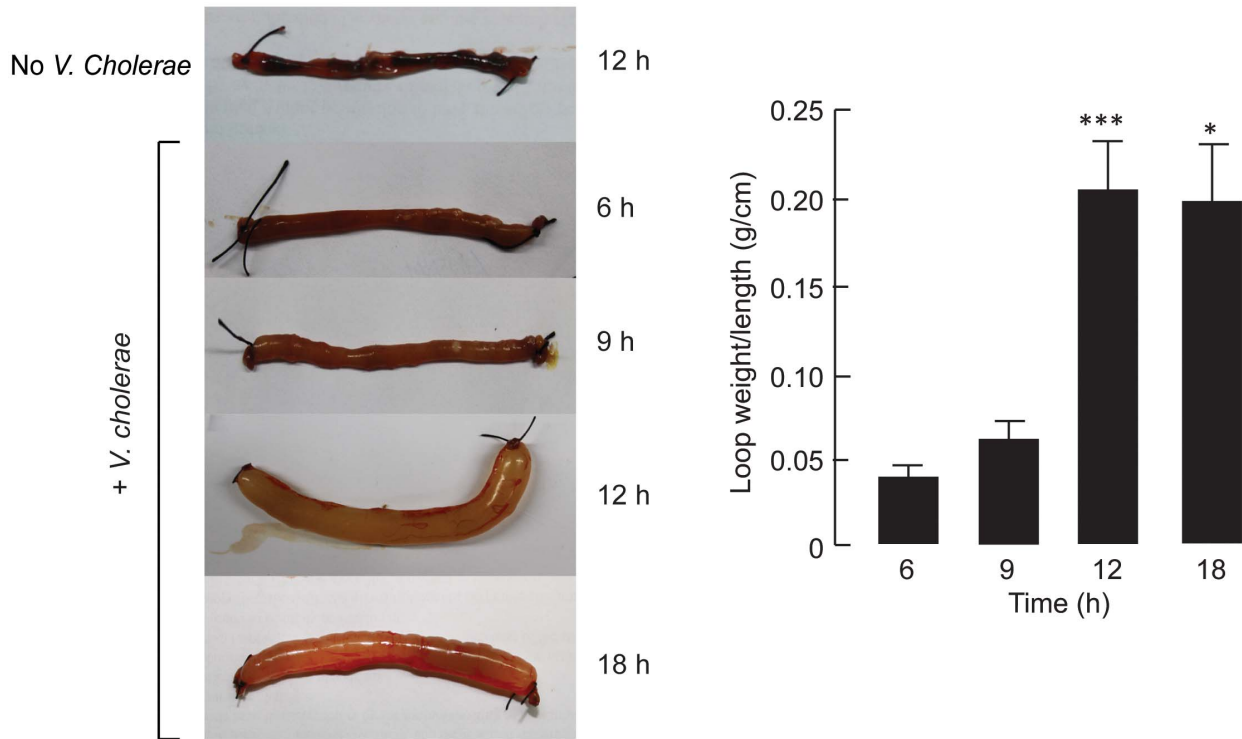 No V. Cholerae
12 h
6 h
9 h
12 h
18 h
+ V. cholerae
Loop weight/length (g/cm)
0.25
0.20
0.15
0.10
0.05
0
***
*
6 9 12 18
Time (h)